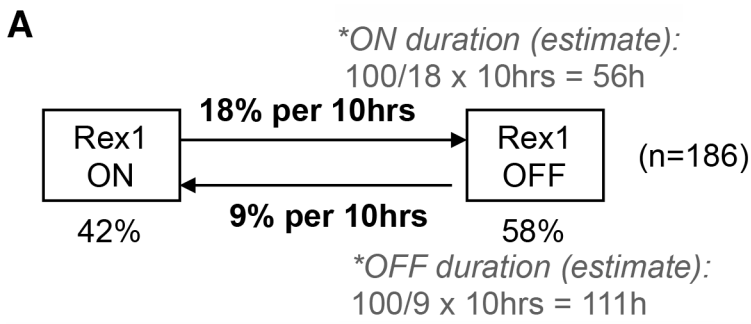 A
*ON duration (estimate):
100/18 x 10hrs = 56h
18% per 10hrs
Rex1
ON
Rex1
OFF
(n=186)
9% per 10hrs
42%
58%
*OFF duration (estimate):
100/9 x 10hrs = 111h